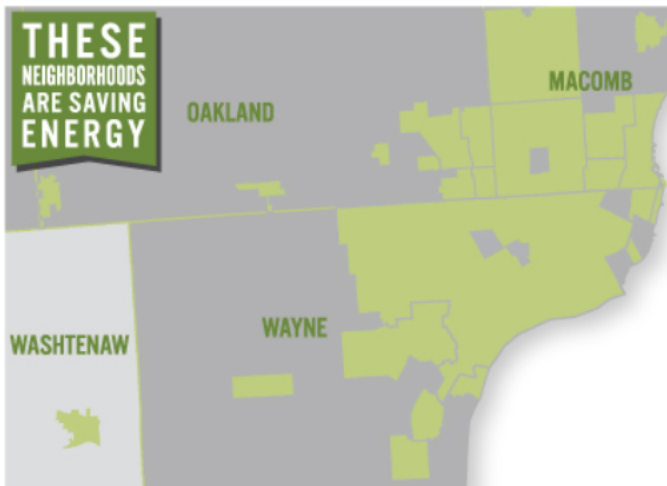 THESE
NEIGHBORHOODS
ARE SAVING
ENERGY
OAKLAND
MACOMB
WASHTENAW
WAYNE